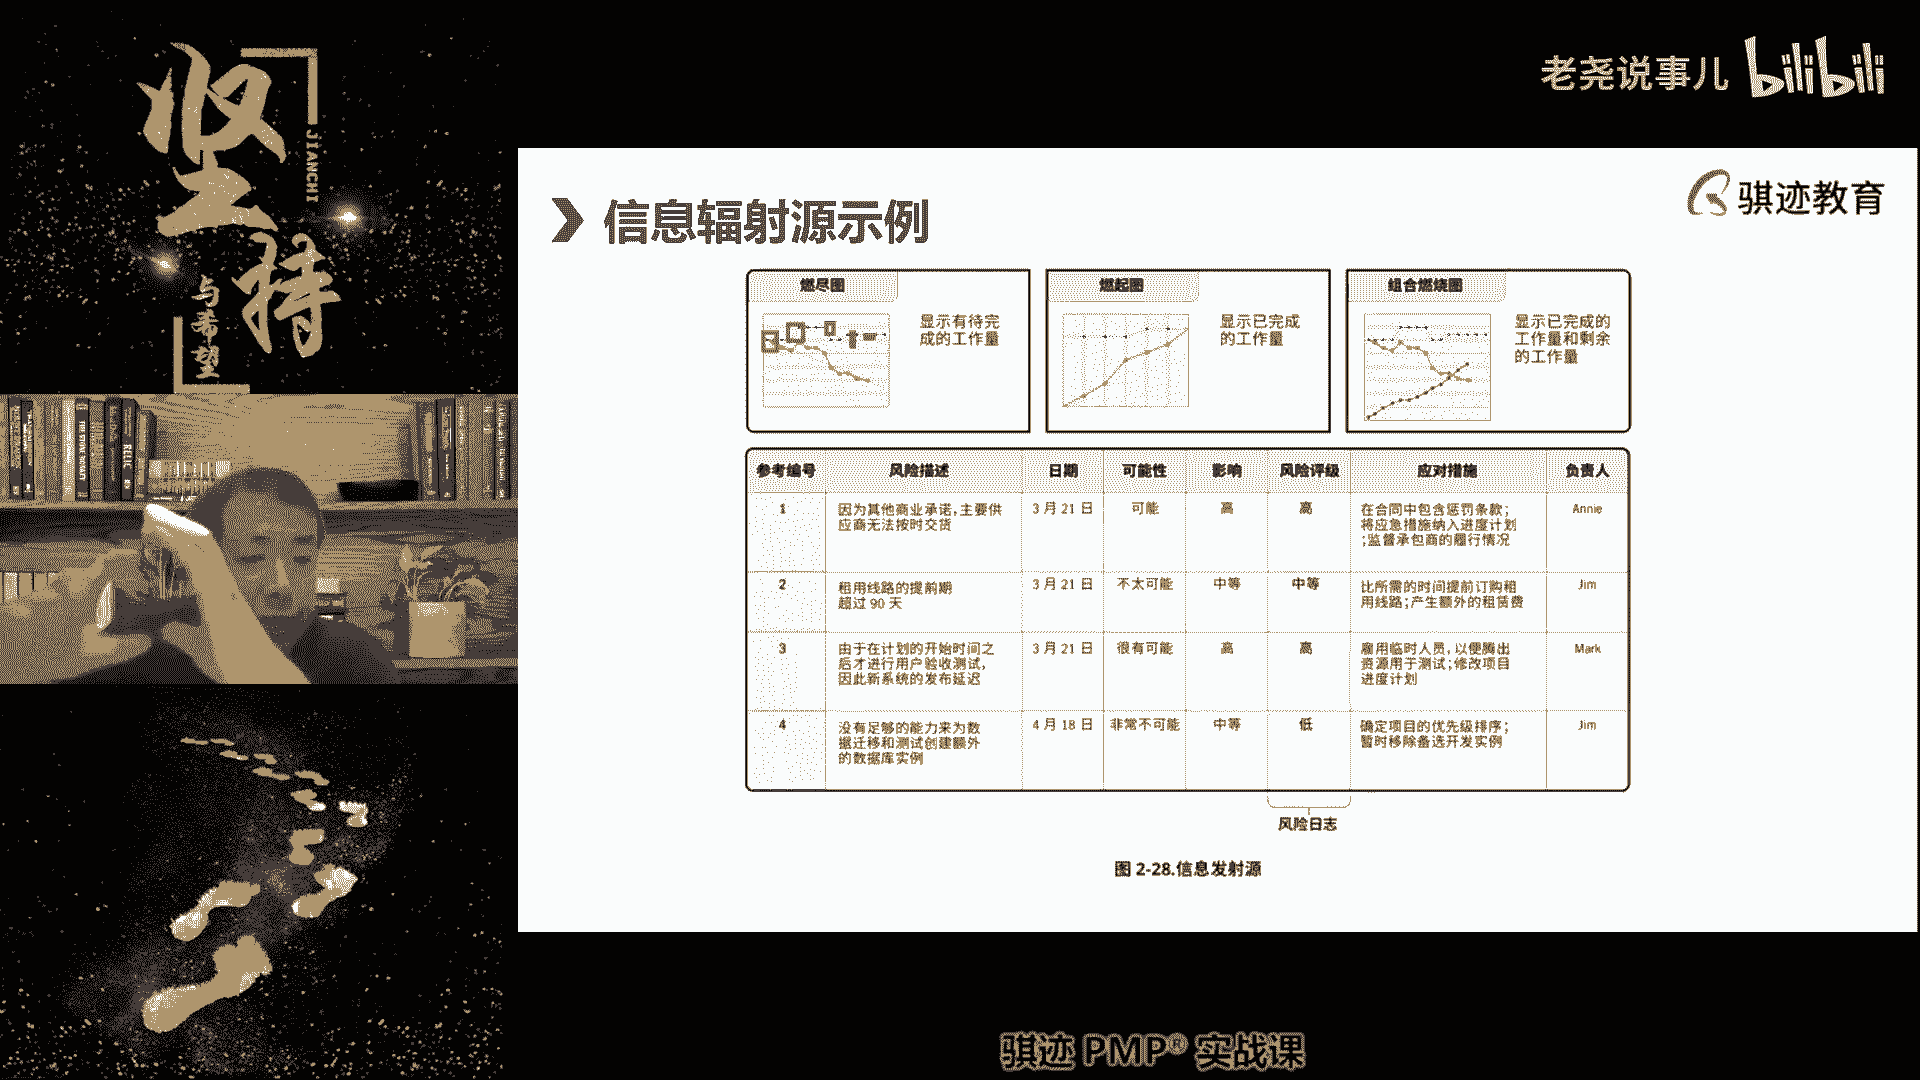 坚持
JIANCHI
与希望
老尧说事儿 bilibili
骐迹教育
信息辐射源示例
燃尽图
显示有待完
成的工作量
燃起图
显示已完成
的工作量
组合燃烧图
显示已完成的
工作量和剩余
的工作量
参考编号 风险描述 日期 可能性 影响 风险评级 应对措施 负责人
1 因为其他商业承诺,主要供 3 月 21 日 可能 高 高 在合同中包含惩罚条款; Annie
应商无法按时交货 将应急措施纳入进度计划
;监督承包商的履行情况
2 租用线路的提前期 3 月 21 日 不太可能 中等 中等 比所需的时间提前订购租 Jim
超过 90 天 用线路;产生额外的租赁费
3 由于在计划的开始时间之 3 月 21 日 很有可能 高 高 雇用临时人员,以便腾出 Mark
后才进行用户验收测试, 资源用于测试;修改项目
因此新系统的发布延迟 进度计划
4 没有足够的能力来为数 4 月 18 日 非常不可能 中等 低 确定项目的优先级排序; Jim
据迁移和测试创建额外 暂时移除备选开发实例
的数据库实例
风险日志
图 2-28.信息发射源
骐迹 PMP® 实战课